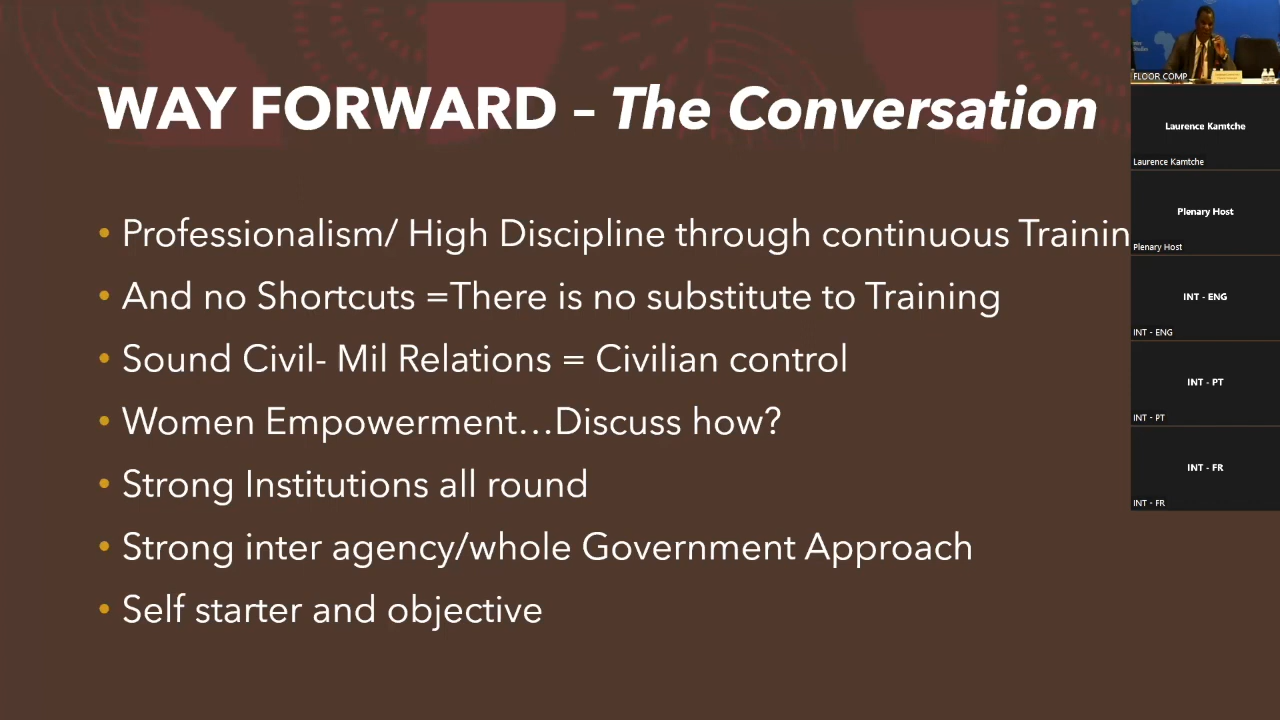 WAY FORWARD – The Conversation
• Professionalism/ High Discipline through continuous Trainin
• And no Shortcuts =There is no substitute to Training
• Sound Civil- Mil Relations = Civilian control
• Women Empowerment...Discuss how?
• Strong Institutions all round
• Strong inter agency/whole Government Approach
• Self starter and objective
FLOOR COMP
Laurence Kamtche
Laurence Kamtche
Plenary Host
Plenary Host
INT - ENG
INT - ENG
INT - PT
INT - PT
INT - FR
INT - FR